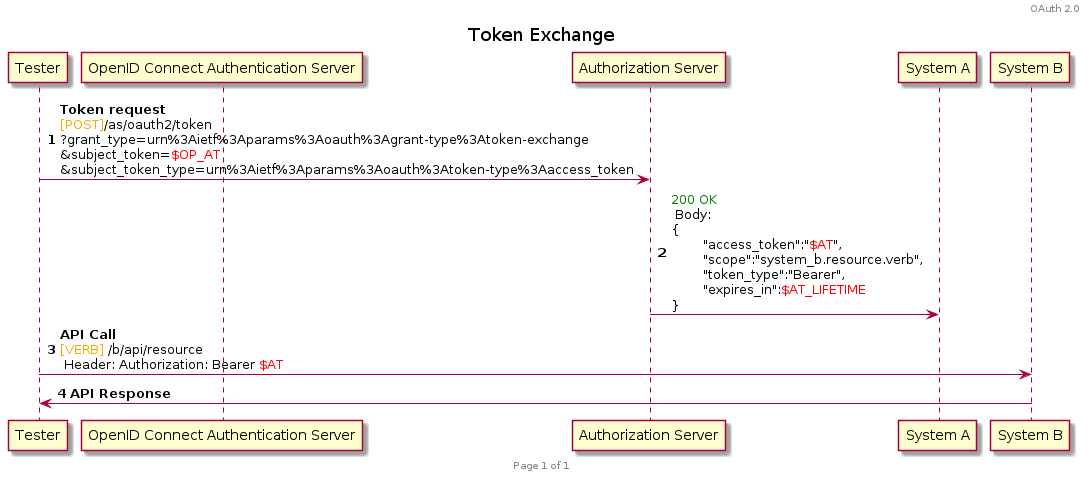 OAuth 2.0
Token Exchange
Tester
OpenID Connect Authentication Server
Authorization Server
System A
System B
Token request
[POST]/as/oauth2/token
1 ?grant_type=urn%3Aietf%3Aparams%3Aoauth%3Agrant-type%3Atoken-exchange
&subject_token=$OP_AT
&subject_token_type=urn%3Aietf%3Aparams%3Aoauth%3Atoken-type%3Aaccess_token
200 OK
Body:
{
2 "access_token":"$AT",
"scope":"system_b.resource.verb",
"token_type":"Bearer",
"expires_in":$AT_LIFETIME
}
API Call
3 [VERB] /b/api/resource
Header: Authorization: Bearer $AT
4 API Response
Tester
OpenID Connect Authentication Server
Authorization Server
System A
System B
Page 1 of 1